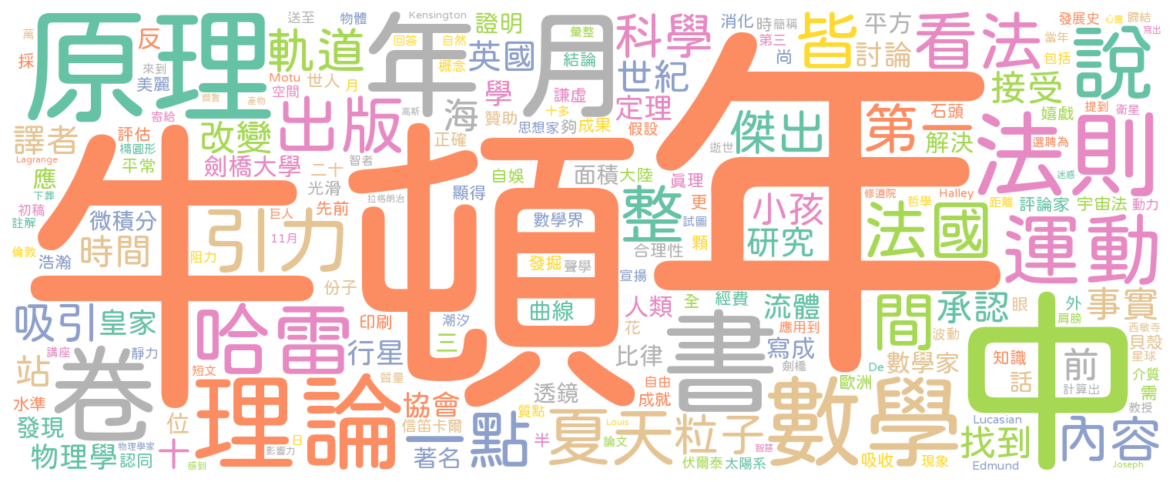 萬
送至
物體
Kensington
證明
消化
時
簡稱
平方
發展史
歸結
心靈
寫出
原理
反
軌道
年
月
回答
自然
彙整
英國
結論
科學
第三
皆
看法
當年
包括
說
採
來到
美麗
Motu
世人
月
概念
世紀
尚
討論
接受
譯者
評估
橢圓形
寄給
產物
空間
出版
學
海
謙虛
贊助
高斯
十多
成果
定理
傑出
第一
石頭
嬉戲
提到
衛星
改變
思想家
夠
假設
逝世
解決
選聘為
法則
Lagrange
平常
劍橋大學
二十
智者
正確
牛頓
年
應
下葬
光滑
自娛
面積
大陸
眞理
修道院
Halley
迷惑
初稿
註解
微積分
先前
顯得
拉格朗治
整
更
試圖
小孩
哲學
距離
評論家
宇宙法
動力
倫敦
浩瀚
時間
引力
巨人
11月
阻力
數學界
研究
合理性
顆
法國
運動
發掘
聲學
宣揚
份子
吸引
皇家
哈雷
印刷
潮汐
曲線
人類
全
經費
流體
間
承認
眼
外
肩膀
事實
西敏寺
貝殼
講座
靜力
行星
三
花
書
應用到
寫成
De
波動
中
前
星球
站
卷
短文
質量
比律
劍橋
數學家
知識
話
計算出
介質
水準
理論
協會
自由
成就
透鏡
歐洲
需
發現
位
信笛卡爾
質點
半
夏天
粒子
數學
Lucasian
教授
物理學
物理學家
認同
十
感到
影響力
日
著名
一點
Louis
論文
智慧
伏爾泰
太陽系
吸收
現象
找到
Edmund
內容
Joseph